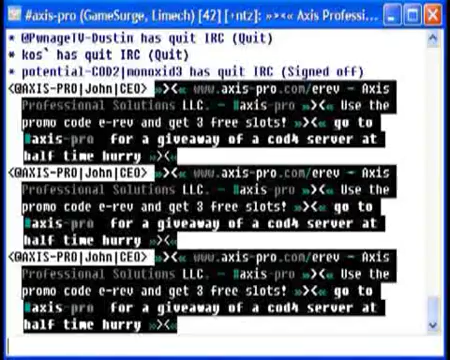 #axis-pro (GameSurge, Limech) [42] [+ntz]: »><« Axis Profess...
* @PwnageTV-Dustin has quit IRC (Quit)
* kos` has quit IRC (Quit)
* potential-COD2|monoxid3 has quit IRC (Signed off)
<@AXIS-PRO|John|CEO> »><« www.axis-pro.com/erev - Axis
Professional Solutions LLC. - #axis-pro »><« Use the
promo code e-rev and get 3 free slots! »><« go to
#axis-pro for a giveaway of a cod4 server at
half time hurry »><«
<@AXIS-PRO|John|CEO> »><« www.axis-pro.com/erev - Axis
Professional Solutions LLC. - #axis-pro »><« Use the
promo code e-rev and get 3 free slots! »><« go to
#axis-pro for a giveaway of a cod4 server at
half time hurry »><«
<@AXIS-PRO|John|CEO> »><« www.axis-pro.com/erev - Axis
Professional Solutions LLC. - #axis-pro »><« Use the
promo code e-rev and get 3 free slots! »><« go to
#axis-pro for a giveaway of a cod4 server at
half time hurry »><«